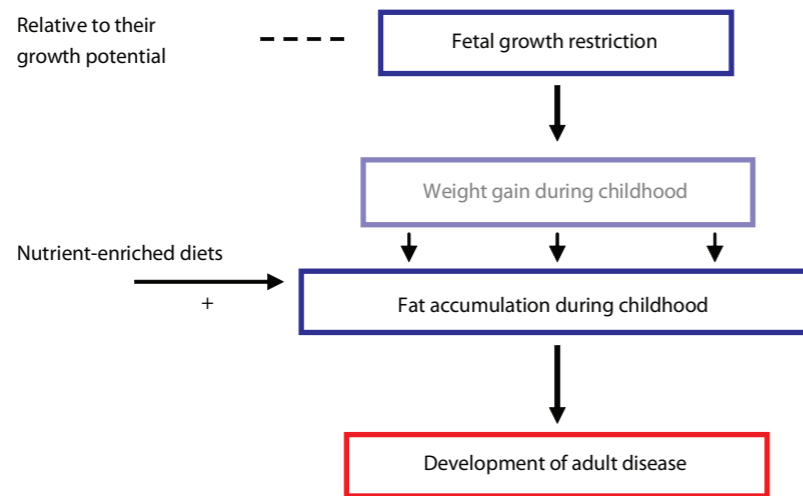 Relative to their
growth potential
Fetal growth restriction
Weight gain during childhood
Nutrient-enriched diets
+
Fat accumulation during childhood
Development of adult disease